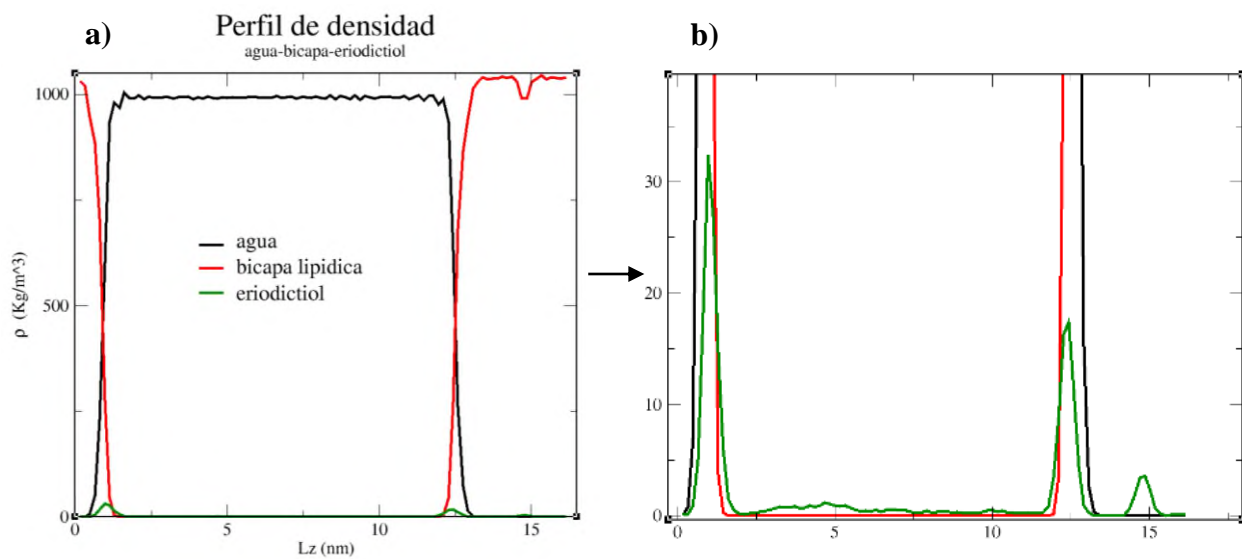 a)
Perfil de densidad
agua-bicapa-eriodictiol
1000
500
0
ρ (Kg/m^3)
agua
bicapa lipidica
eriodictiol
0 5 10 15
Lz (nm)
b)
30
20
10
0
0 5 10 15